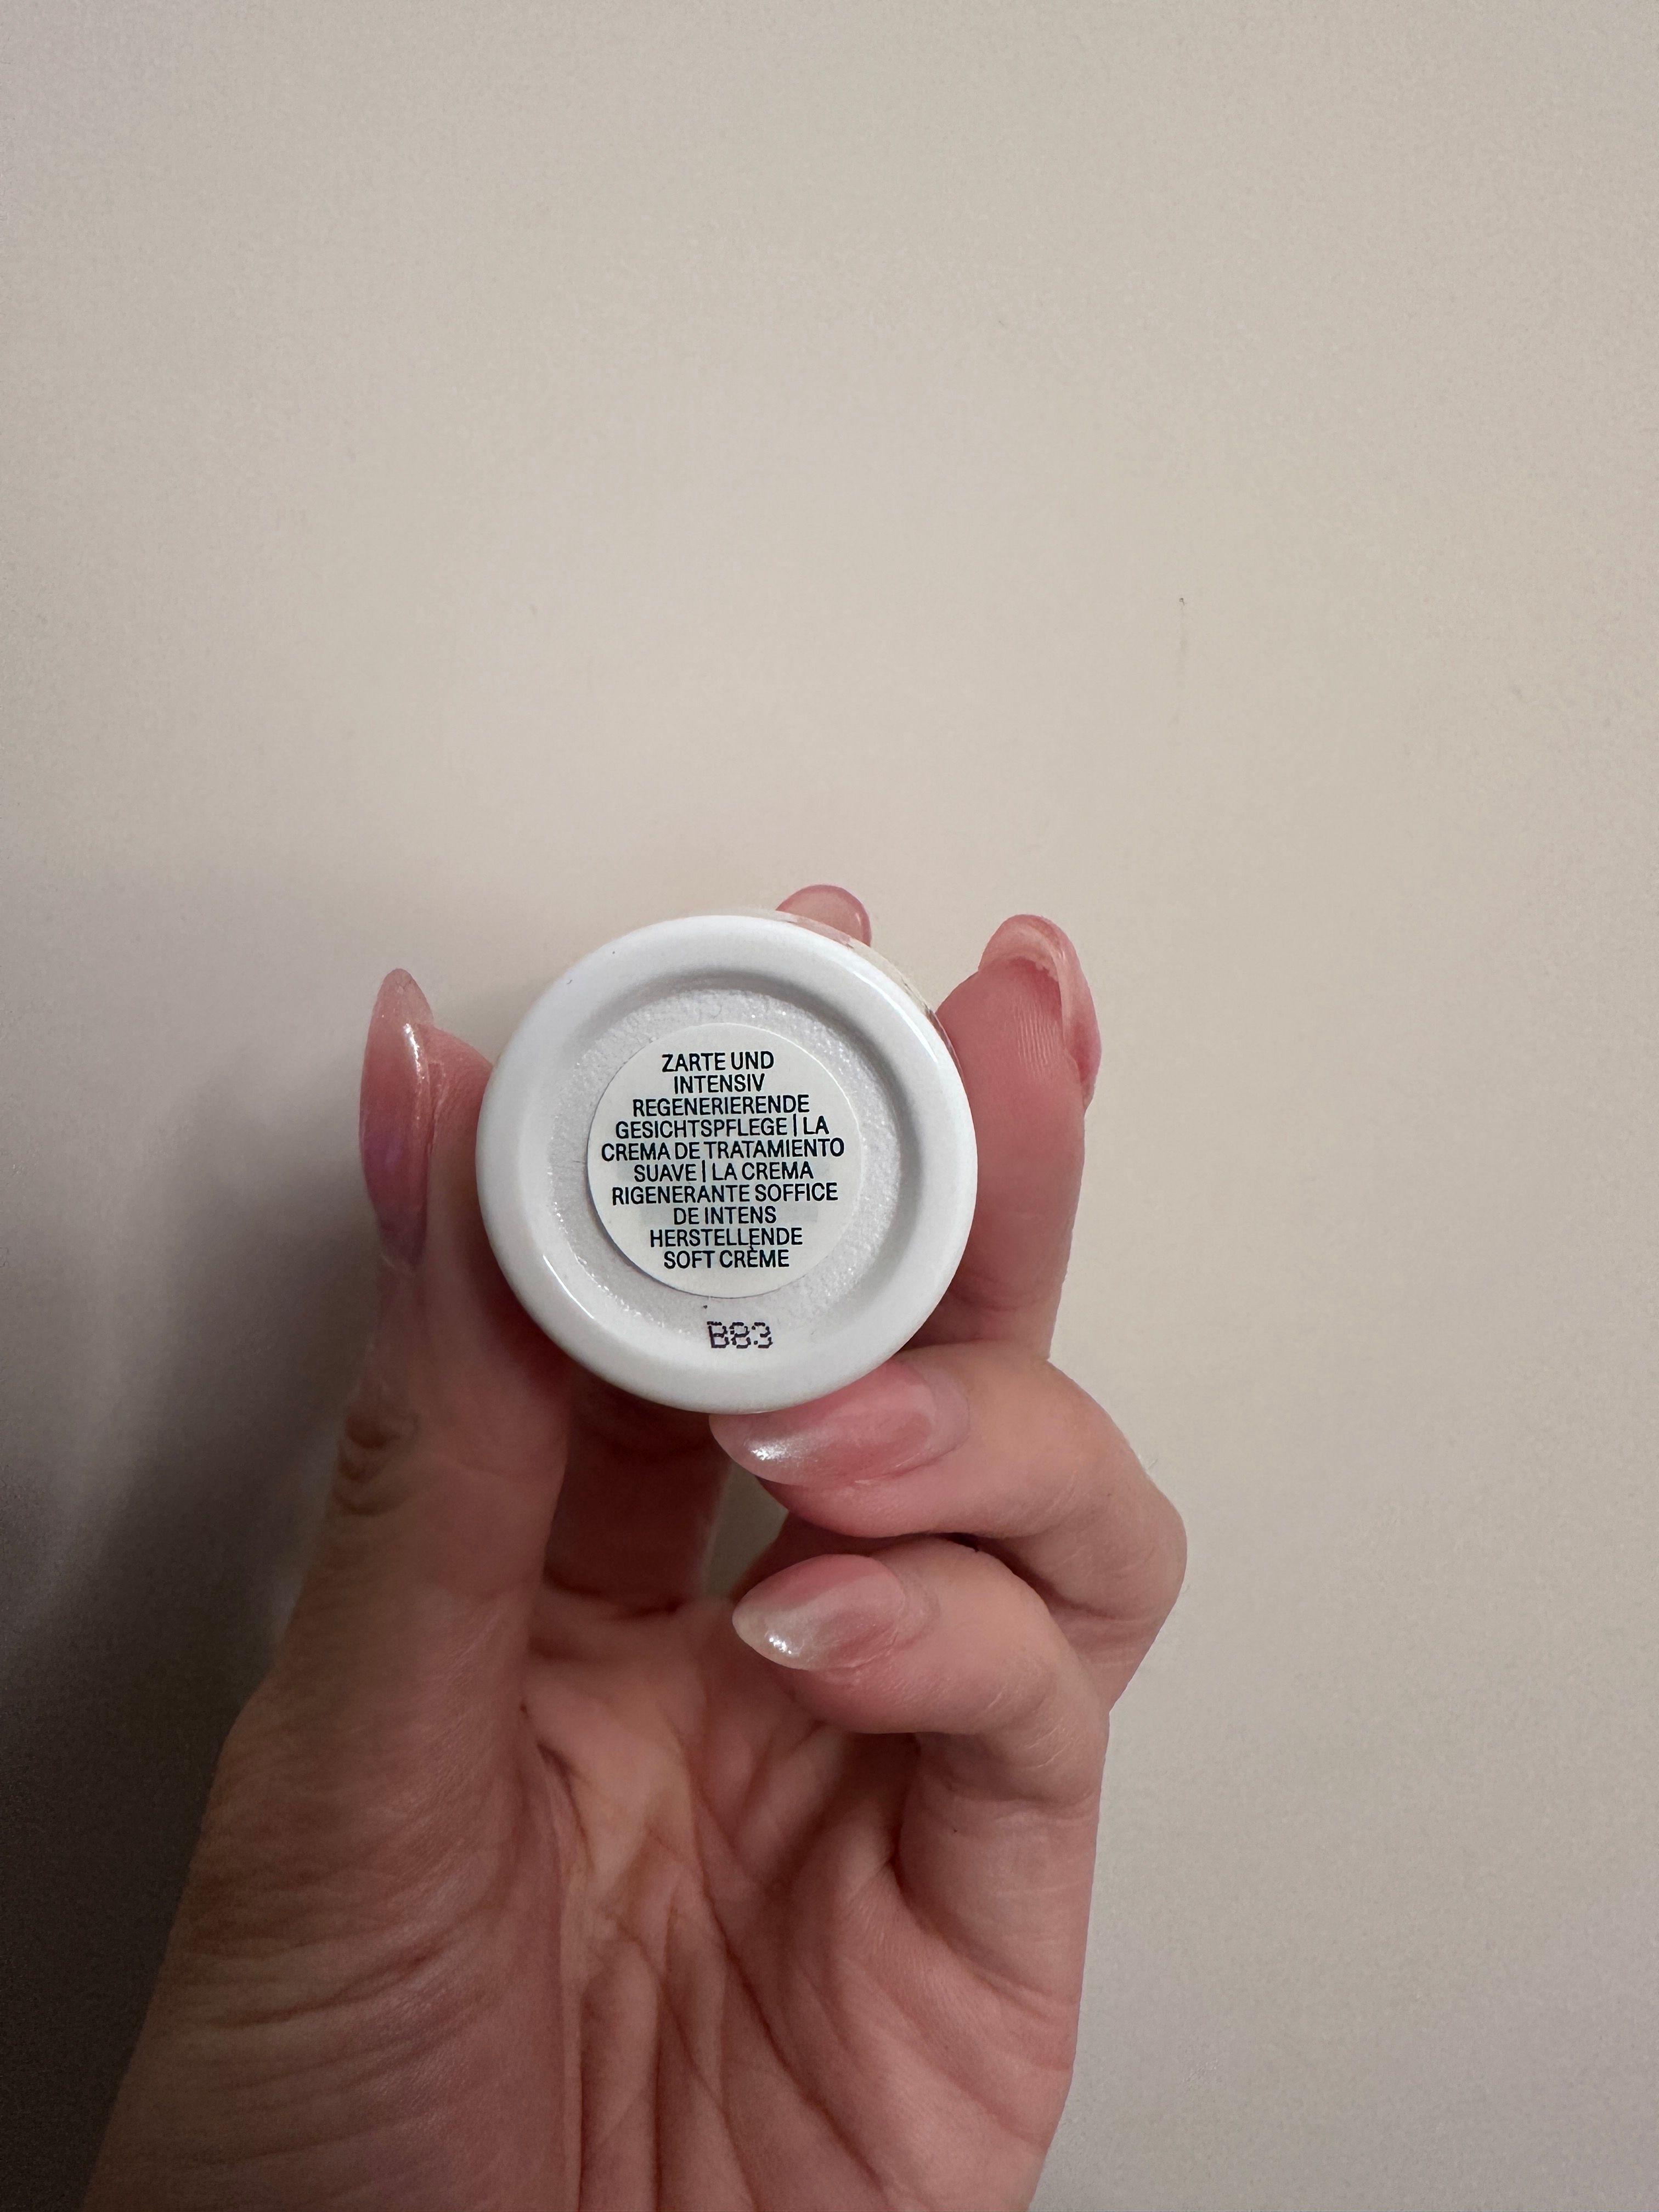 ZARTE UND
INTENSIV
REGENERIERENDE
GESICHTSPFLEGE | LA
CREMA DE TRATAMIENTO
SUAVE | LA CREMA
RIGENERANTE SOFFICE
DE INTENS
HERSTELLENDE
SOFT CRÈME
B83